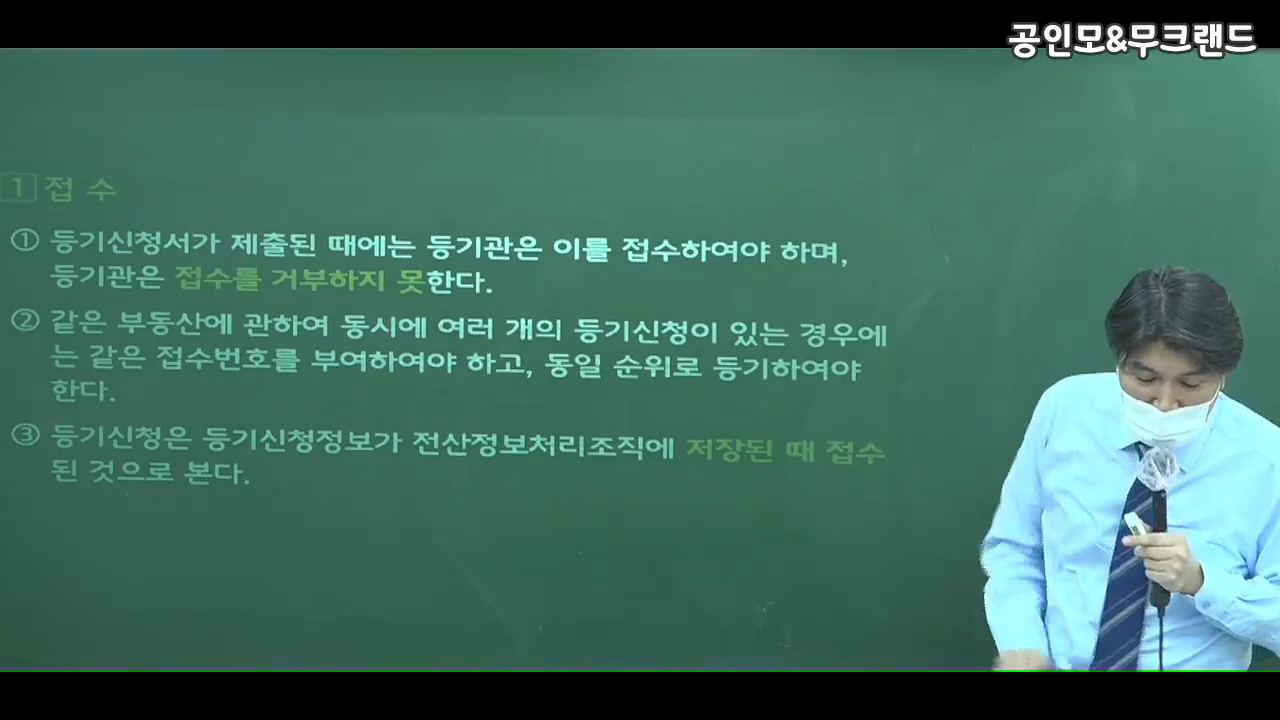 공인모&무크랜드
1 접 수
① 등기신청서가 제출된 때에는 등기관은 이를 접수하여야 하며,
등기관은 접수를 거부하지 못한다.
② 같은 부동산에 관하여 동시에 여러 개의 등기신청이 있는 경우에
는 같은 접수번호를 부여하여야 하고, 동일 순위로 등기하여야
한다.
③ 등기신청은 등기신청정보가 전산정보처리조직에 저장된 때 접수
된 것으로 본다.